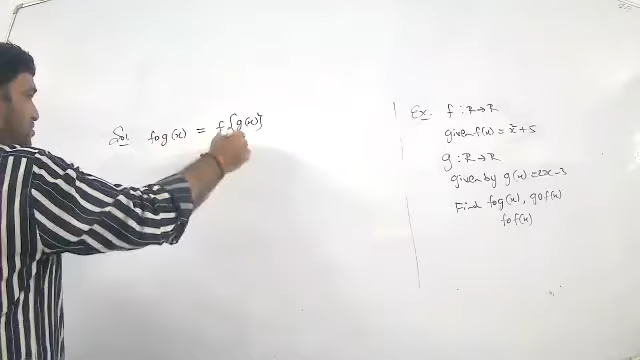 Sol. fog(x) = f{g(x)}
Ex. f : R→R
given f(x) = x²+5
g : R→R
given by g(x) = 2x-3
Find fog(x), gof(x)
fof(x)